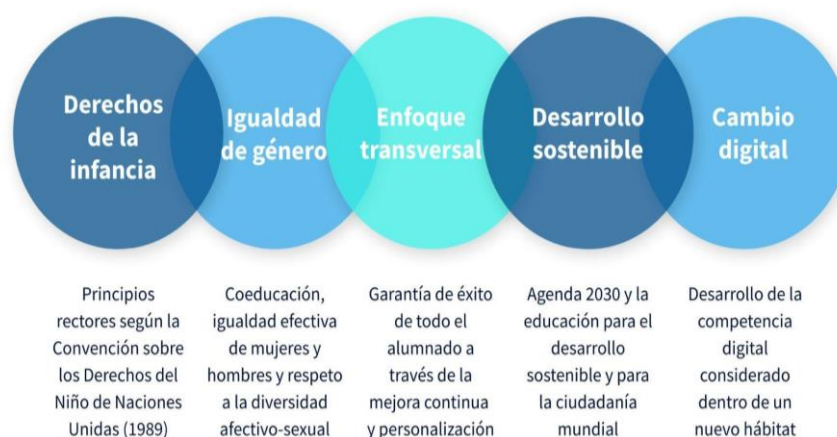 Derechos
de la
infancia
Igualdad
de género
Enfoque
transversal
Desarrollo
sostenible
Cambio
digital
Principios
rectores según la
Convención sobre
los Derechos del
Niño de Naciones
Unidas (1989)
Coeducación,
igualdad efectiva
de mujeres y
hombres y respeto
a la diversidad
afectivo-sexual
Garantía de éxito
de todo el
alumnado a
través de la
mejora continua
y personalización
Agenda 2030 y la
educación para el
desarrollo
sostenible y para
la ciudadanía
mundial
Desarrollo de la
competencia
digital
considerado
dentro de un
nuevo hábitat